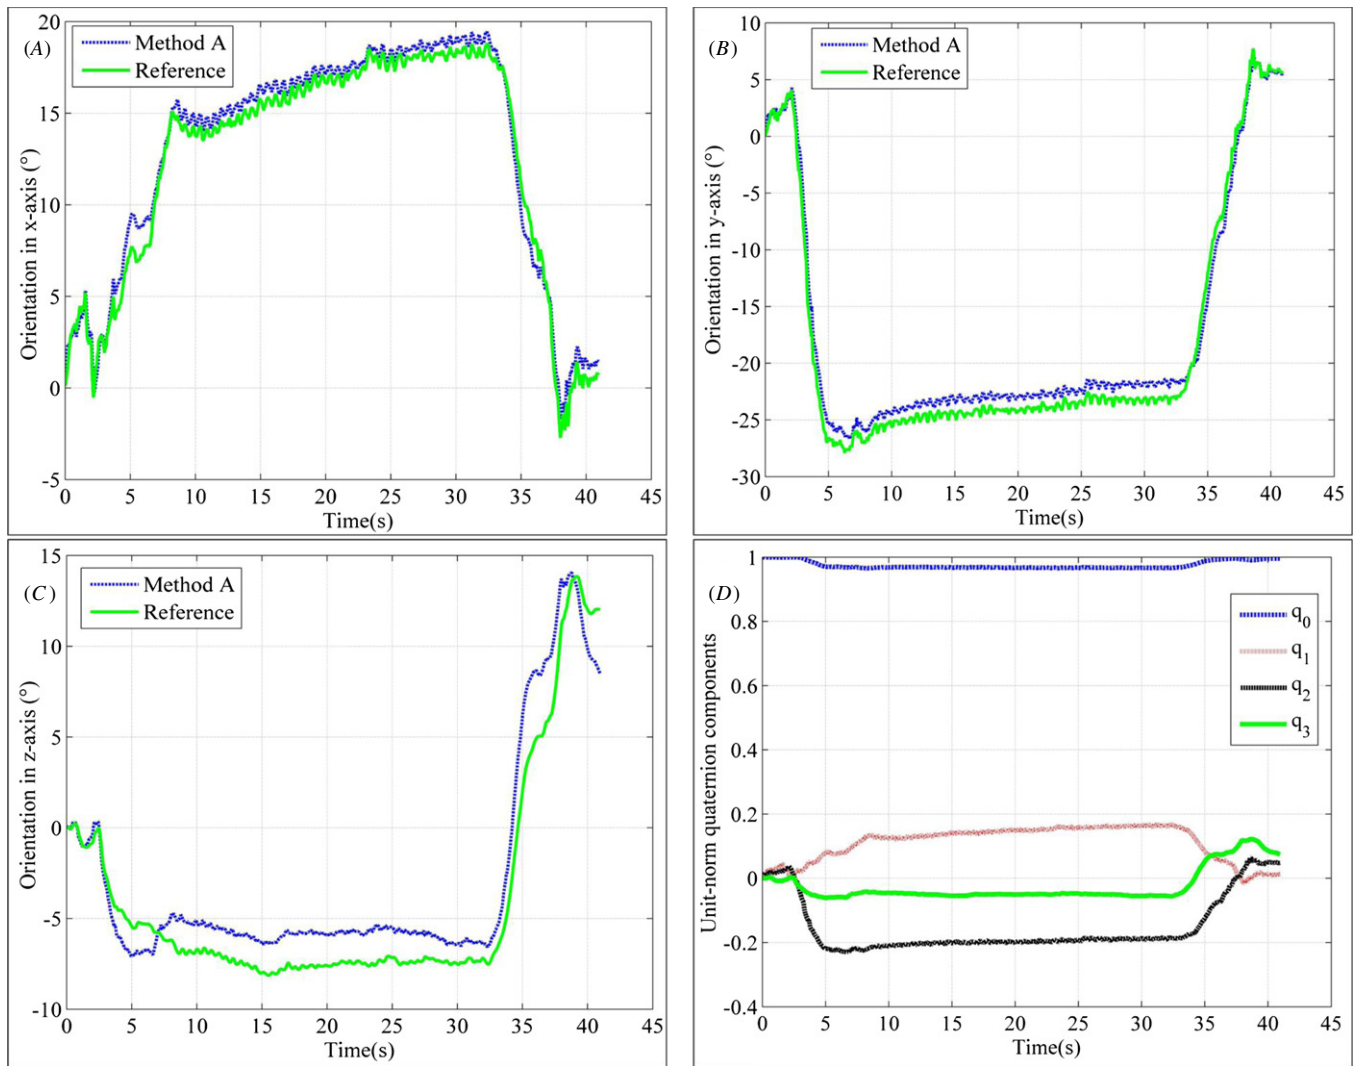 (A)
Method A
Reference
Orientation in x-axis (°)
20
15
10
5
0
-5
0 5 10 15 20 25 30 35 40 45
Time(s)
(B)
Method A
Reference
Orientation in y-axis (°)
10
5
0
-5
-10
-15
-20
-25
-30
0 5 10 15 20 25 30 35 40 45
Time(s)
(C)
Method A
Reference
Orientation in z-axis (°)
15
10
5
0
-5
-10
0 5 10 15 20 25 30 35 40 45
Time(s)
(D)
q0
q1
q2
q3
Unit-norm quaternion components
1
0.8
0.6
0.4
0.2
0
-0.2
-0.4
0 5 10 15 20 25 30 35 40 45
Time(s)